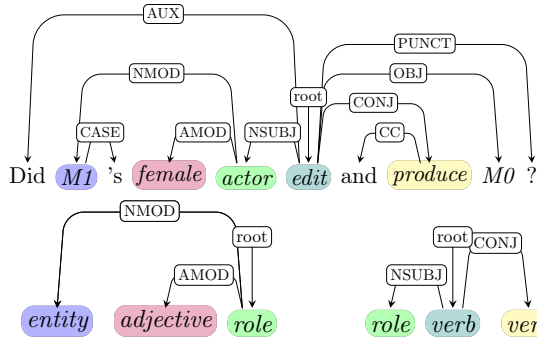 AUX
PUNCT
NMOD OBJ
root
CONJ
CASE AMOD NSUBJ CC
Did M1 's female actor edit and produce M0 ?
NMOD
root root CONJ
AMOD NSUBJ
entity adjective role role verb